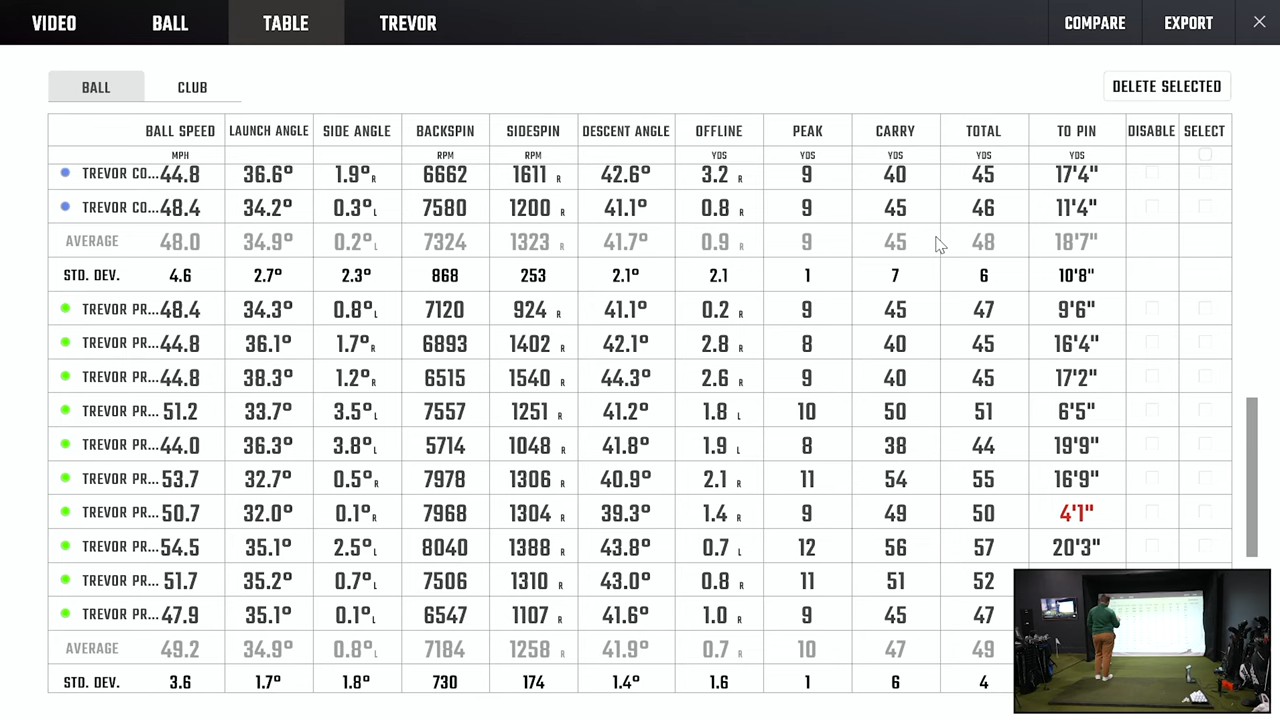 VIDEO BALL TABLE TREVOR COMPARE EXPORT
BALL CLUB DELETE SELECTED
BALL SPEED LAUNCH ANGLE SIDE ANGLE BACKSPIN SIDESPIN DESCENT ANGLE OFFLINE PEAK CARRY TOTAL TO PIN DISABLE SELECT
MPH RPM RPM YDS YDS YDS YDS YDS
TREVOR CO... 44.8 36.6° 1.9° R 6662 1611 R 42.6° 3.2 R 9 40 45 17'4"
TREVOR CO... 48.4 34.2° 0.3° L 7580 1200 R 41.1° 0.8 R 9 45 46 11'4"
AVERAGE 48.0 34.9° 0.2° L 7324 1323 R 41.7° 0.9 R 9 45 48 18'7"
STD. DEV. 4.6 2.7° 2.3° 868 253 2.1° 2.1 1 7 6 10'8"
TREVOR PR... 48.4 34.3° 0.8° L 7120 924 R 41.1° 0.2 R 9 45 47 9'6"
TREVOR PR... 44.8 36.1° 1.7° R 6893 1402 R 42.1° 2.8 R 8 40 45 16'4"
TREVOR PR... 44.8 38.3° 1.2° R 6515 1540 R 44.3° 2.6 R 9 40 45 17'2"
TREVOR PR... 51.2 33.7° 3.5° L 7557 1251 R 41.2° 1.8 L 10 50 51 6'5"
TREVOR PR... 44.0 36.3° 3.8° L 5714 1048 R 41.8° 1.9 L 8 38 44 19'9"
TREVOR PR... 53.7 32.7° 0.5° R 7978 1306 R 40.9° 2.1 R 11 54 55 16'9"
TREVOR PR... 50.7 32.0° 0.1° R 7968 1304 R 39.3° 1.4 R 9 49 50 4'1"
TREVOR PR... 54.5 35.1° 2.5° L 8040 1388 R 43.8° 0.7 L 12 56 57 20'3"
TREVOR PR... 51.7 35.2° 0.7° L 7506 1310 R 43.0° 0.8 R 11 51 52
TREVOR PR... 47.9 35.1° 0.1° L 6547 1107 R 41.6° 1.0 R 9 45 47
AVERAGE 49.2 34.9° 0.8° L 7184 1258 R 41.9° 0.7 R 10 47 49
STD. DEV. 3.6 1.7° 1.8° 730 174 1.4° 1.6 1 6 4